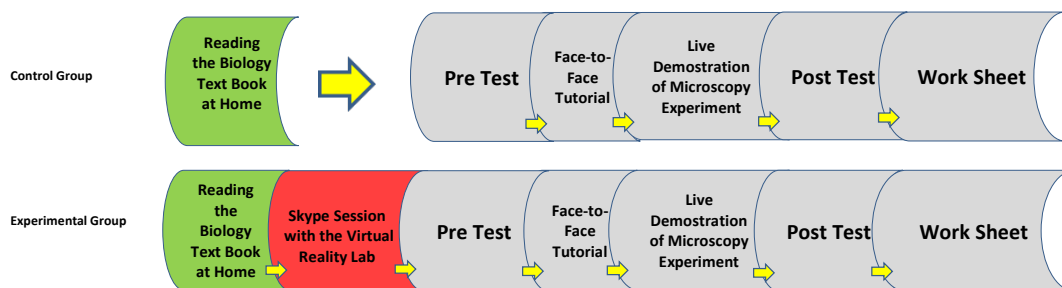 Control Group
Reading
the Biology
Text Book
at Home
Pre Test
Face-to-
Face
Tutorial
Live
Demostration
of Microscopy
Experiment
Post Test
Work Sheet
Experimental Group
Reading
the
Biology
Text Book
at Home
Skype Session
with the Virtual
Reality Lab
Pre Test
Face-to-
Face
Tutorial
Live
Demostration
of Microscopy
Experiment
Post Test
Work Sheet